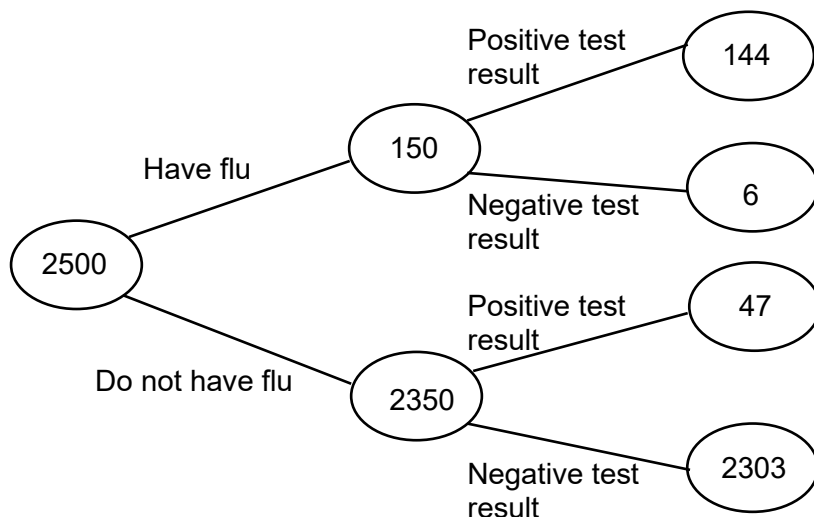 Positive test
result
144
150
Have flu
Negative test
result
6
2500
Positive test
result
47
Do not have flu
2350
Negative test
result
2303